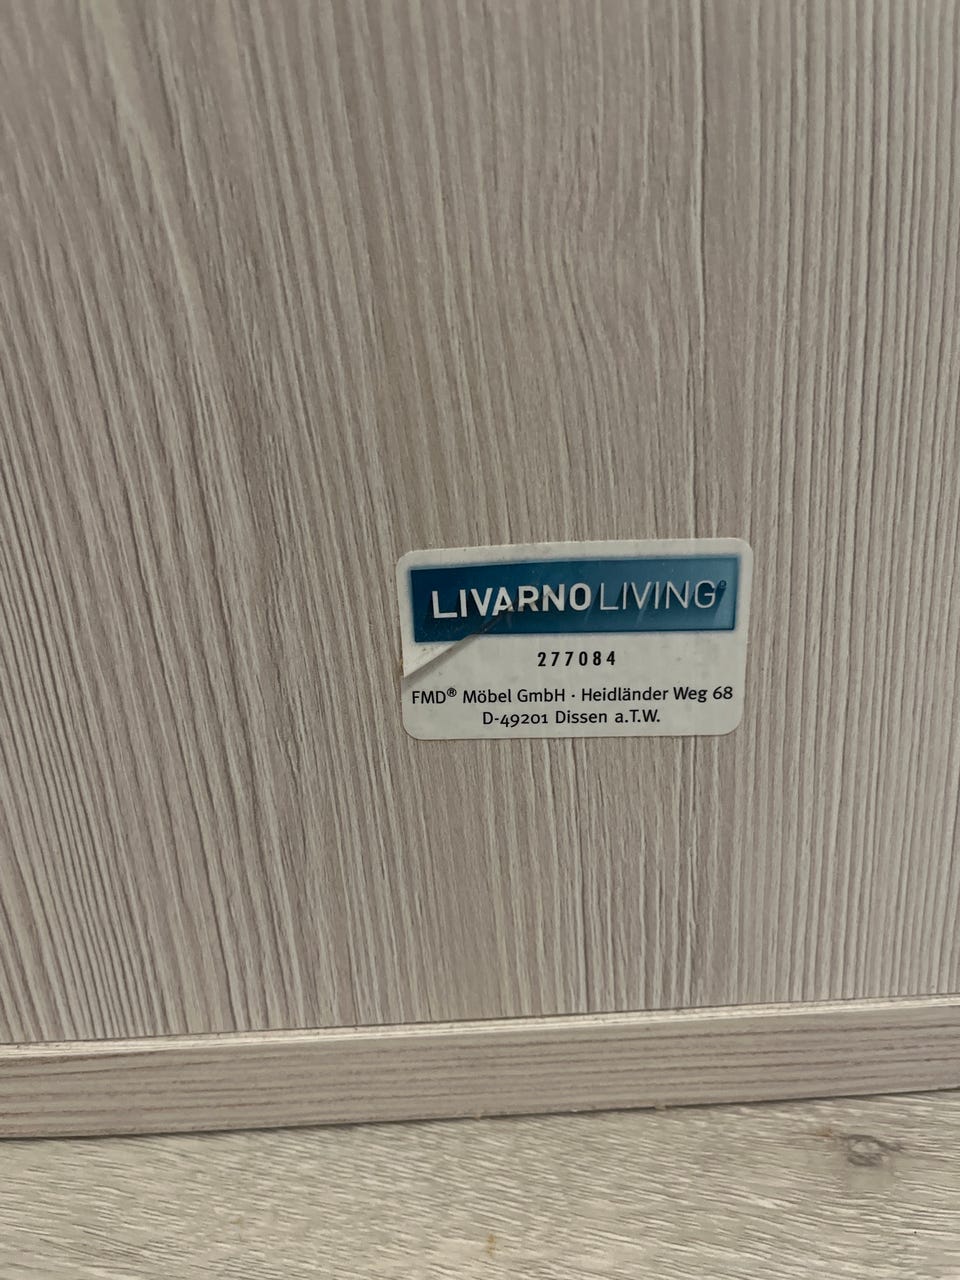 LIVARNO LIVING®
277084
FMD® Möbel GmbH · Heidländer Weg 68
D-49201 Dissen a.T.W.